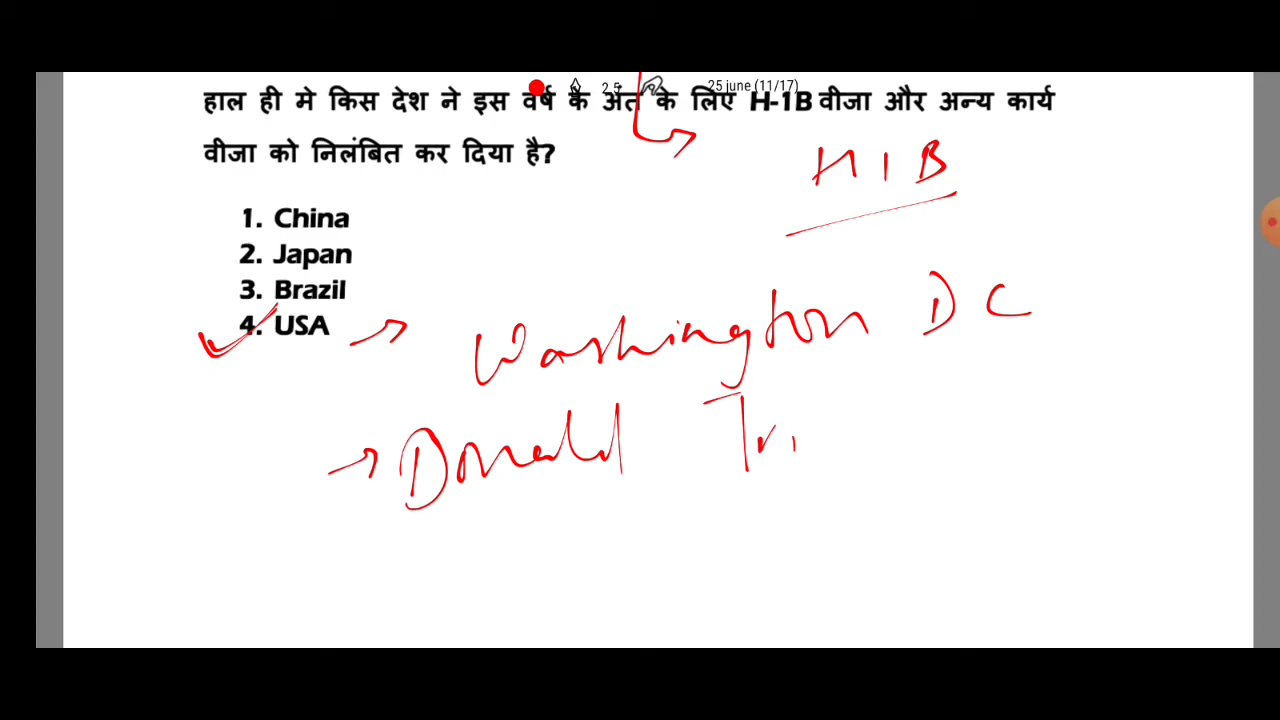 25 june (11/17)
हाल ही मे किस देश ने इस वर्ष के अंत के लिए H-1B वीजा और अन्य कार्य
वीजा को निलंबित कर दिया है?
H1B
1. China
2. Japan
3. Brazil
4. USA
Washington DC
Donald Tr